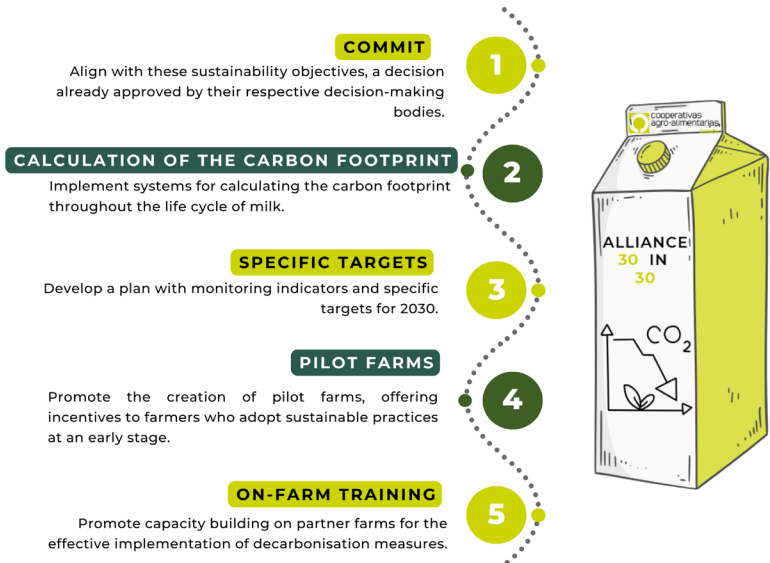 COMMIT
1
Align with these sustainability objectives, a decision
already approved by their respective decision-making
bodies.
CALCULATION OF THE CARBON FOOTPRINT
2
Implement systems for calculating the carbon footprint
throughout the life cycle of milk.
SPECIFIC TARGETS
3
Develop a plan with monitoring indicators and specific
targets for 2030.
PILOT FARMS
4
Promote the creation of pilot farms, offering
incentives to farmers who adopt sustainable practices
at an early stage.
ON-FARM TRAINING
5
Promote capacity building on partner farms for the
effective implementation of decarbonisation measures.
cooperativas
agro-alimentarias
ALLIANCE
30 IN
30
CO2